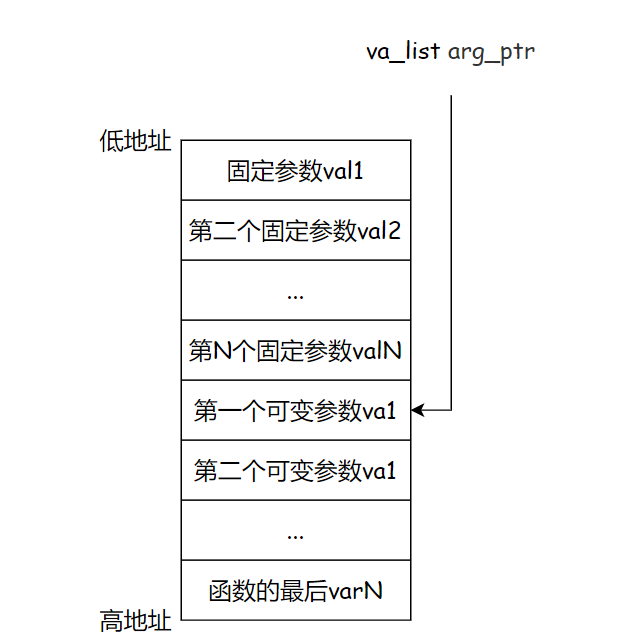 va_list arg_ptr
低地址
固定参数val1
第二个固定参数val2
...
第N个固定参数valN
第一个可变参数va1
第二个可变参数va1
...
函数的最后varN
高地址